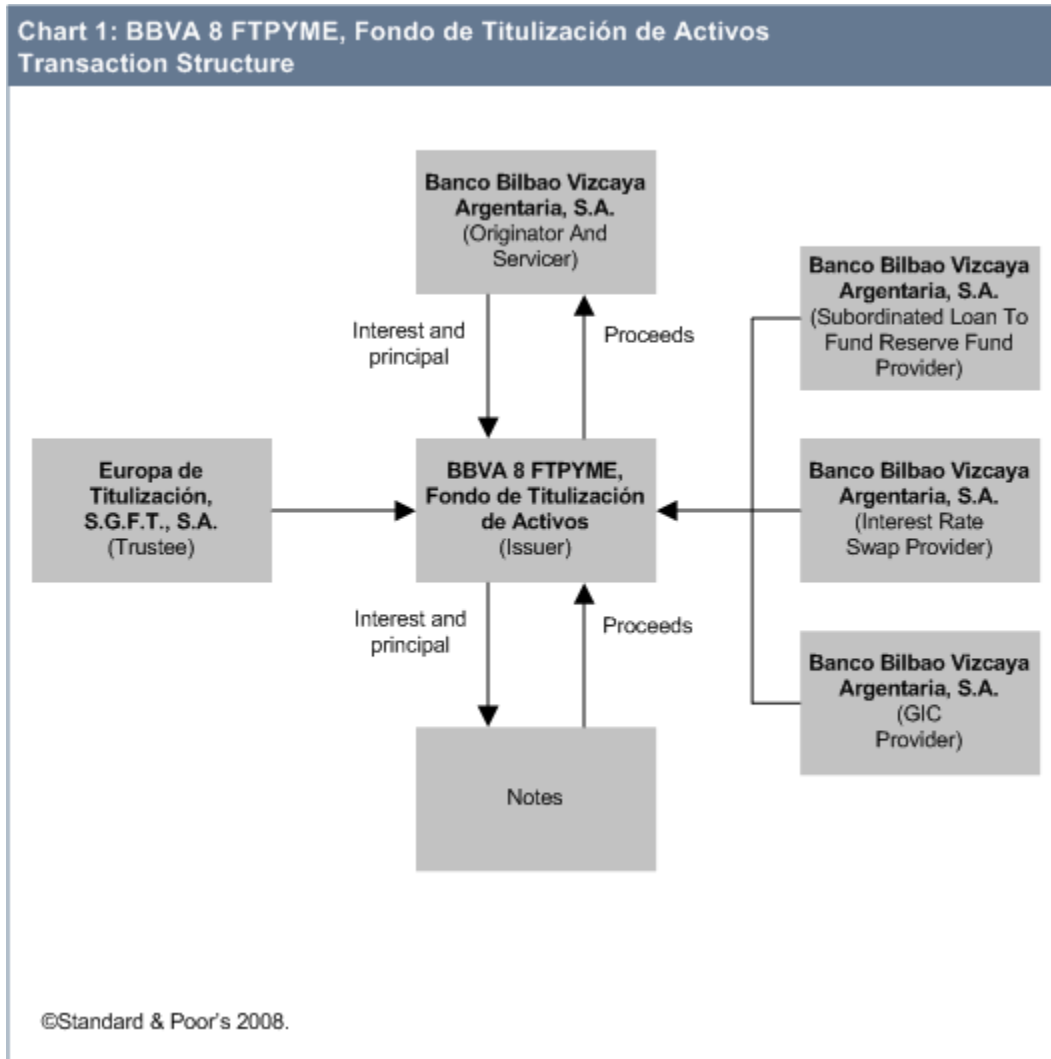 Chart 1: BBVA 8 FTPYME, Fondo de Titulización de Activos
Transaction Structure
Banco Bilbao Vizcaya
Argentaria, S.A.
(Originator And
Servicer)
Interest and
principal
Proceeds
Banco Bilbao Vizcaya
Argentaria, S.A.
(Subordinated Loan To
Fund Reserve Fund
Provider)
Europa de
Titulización,
S.G.F.T., S.A.
(Trustee)
BBVA 8 FTPYME,
Fondo de Titulización
de Activos
(Issuer)
Banco Bilbao Vizcaya
Argentaria, S.A.
(Interest Rate
Swap Provider)
Interest and
principal
Proceeds
Banco Bilbao Vizcaya
Argentaria, S.A.
(GIC
Provider)
Notes
©Standard & Poor's 2008.